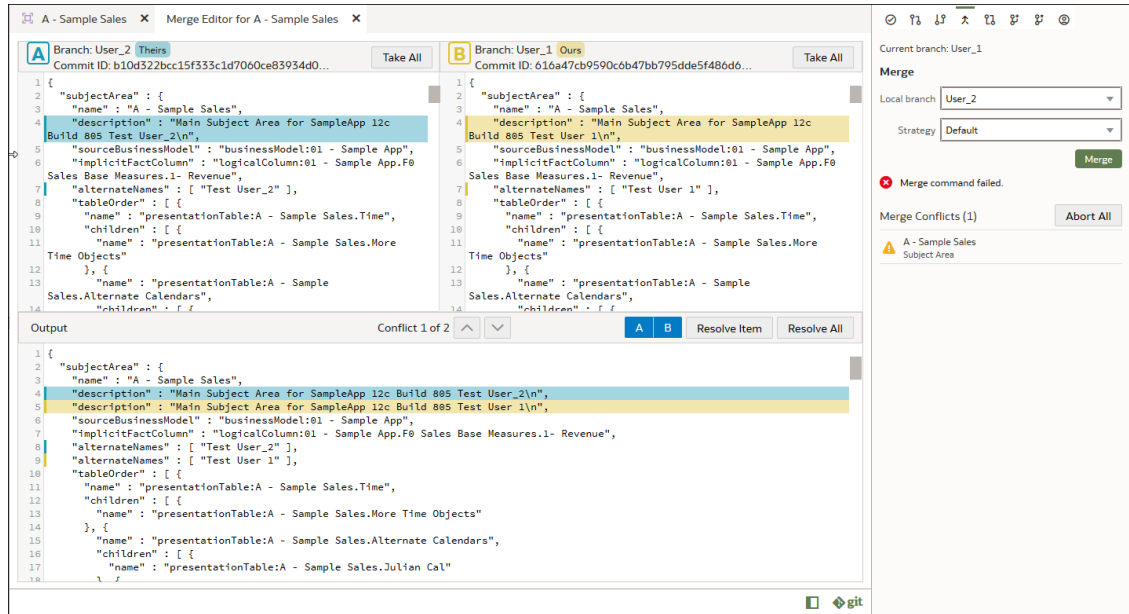 A - Sample Sales X
Merge Editor for A - Sample Sales X
A
Branch: User_2 Theirs
Commit ID: b10d322bcc15f333c1d7060ce83934d0...
Take All
1 {
2 "subjectArea" : {
3 "name" : "A - Sample Sales",
4 "description" : "Main Subject Area for SampleApp 12c
Build 805 Test User_2\n",
5 "sourceBusinessModel" : "businessModel:01 - Sample App",
6 "implicitFactColumn" : "logicalColumn:01 - Sample App.F0
Sales Base Measures.1- Revenue",
7 "alternateNames" : [ "Test User_2" ],
8 "tableOrder" : [ {
9 "name" : "presentationTable:A - Sample Sales.Time",
10 "children" : [ {
11 "name" : "presentationTable:A - Sample Sales.More
Time Objects"
12 }, {
13 "name" : "presentationTable:A - Sample
Sales.Alternate Calendars",
14 "children" : [ {
B
Branch: User_1 Ours
Commit ID: 616a47cb9590c6b47bb795dde5f486d6...
Take All
1 {
2 "subjectArea" : {
3 "name" : "A - Sample Sales",
4 "description" : "Main Subject Area for SampleApp 12c
Build 805 Test User 1\n",
5 "sourceBusinessModel" : "businessModel:01 - Sample App",
6 "implicitFactColumn" : "logicalColumn:01 - Sample App.F0
Sales Base Measures.1- Revenue",
7 "alternateNames" : [ "Test User 1" ],
8 "tableOrder" : [ {
9 "name" : "presentationTable:A - Sample Sales.Time",
10 "children" : [ {
11 "name" : "presentationTable:A - Sample Sales.More
Time Objects"
12 }, {
13 "name" : "presentationTable:A - Sample
Sales.Alternate Calendars",
14 "children" : [ {
Output
Conflict 1 of 2
A B
Resolve Item
Resolve All
1 {
2 "subjectArea" : {
3 "name" : "A - Sample Sales",
4 "description" : "Main Subject Area for SampleApp 12c Build 805 Test User_2\n",
5 "description" : "Main Subject Area for SampleApp 12c Build 805 Test User 1\n",
6 "sourceBusinessModel" : "businessModel:01 - Sample App",
7 "implicitFactColumn" : "logicalColumn:01 - Sample App.F0 Sales Base Measures.1- Revenue",
8 "alternateNames" : [ "Test User_2" ],
9 "alternateNames" : [ "Test User 1" ],
10 "tableOrder" : [ {
11 "name" : "presentationTable:A - Sample Sales.Time",
12 "children" : [ {
13 "name" : "presentationTable:A - Sample Sales.More Time Objects"
14 }, {
15 "name" : "presentationTable:A - Sample Sales.Alternate Calendars",
16 "children" : [ {
17 "name" : "presentationTable:A - Sample Sales.Julian Cal"
18 }, {
git
Current branch: User_1
Merge
Local branch User_2
Strategy Default
Merge
Merge command failed.
Merge Conflicts (1)
Abort All
A - Sample Sales
Subject Area